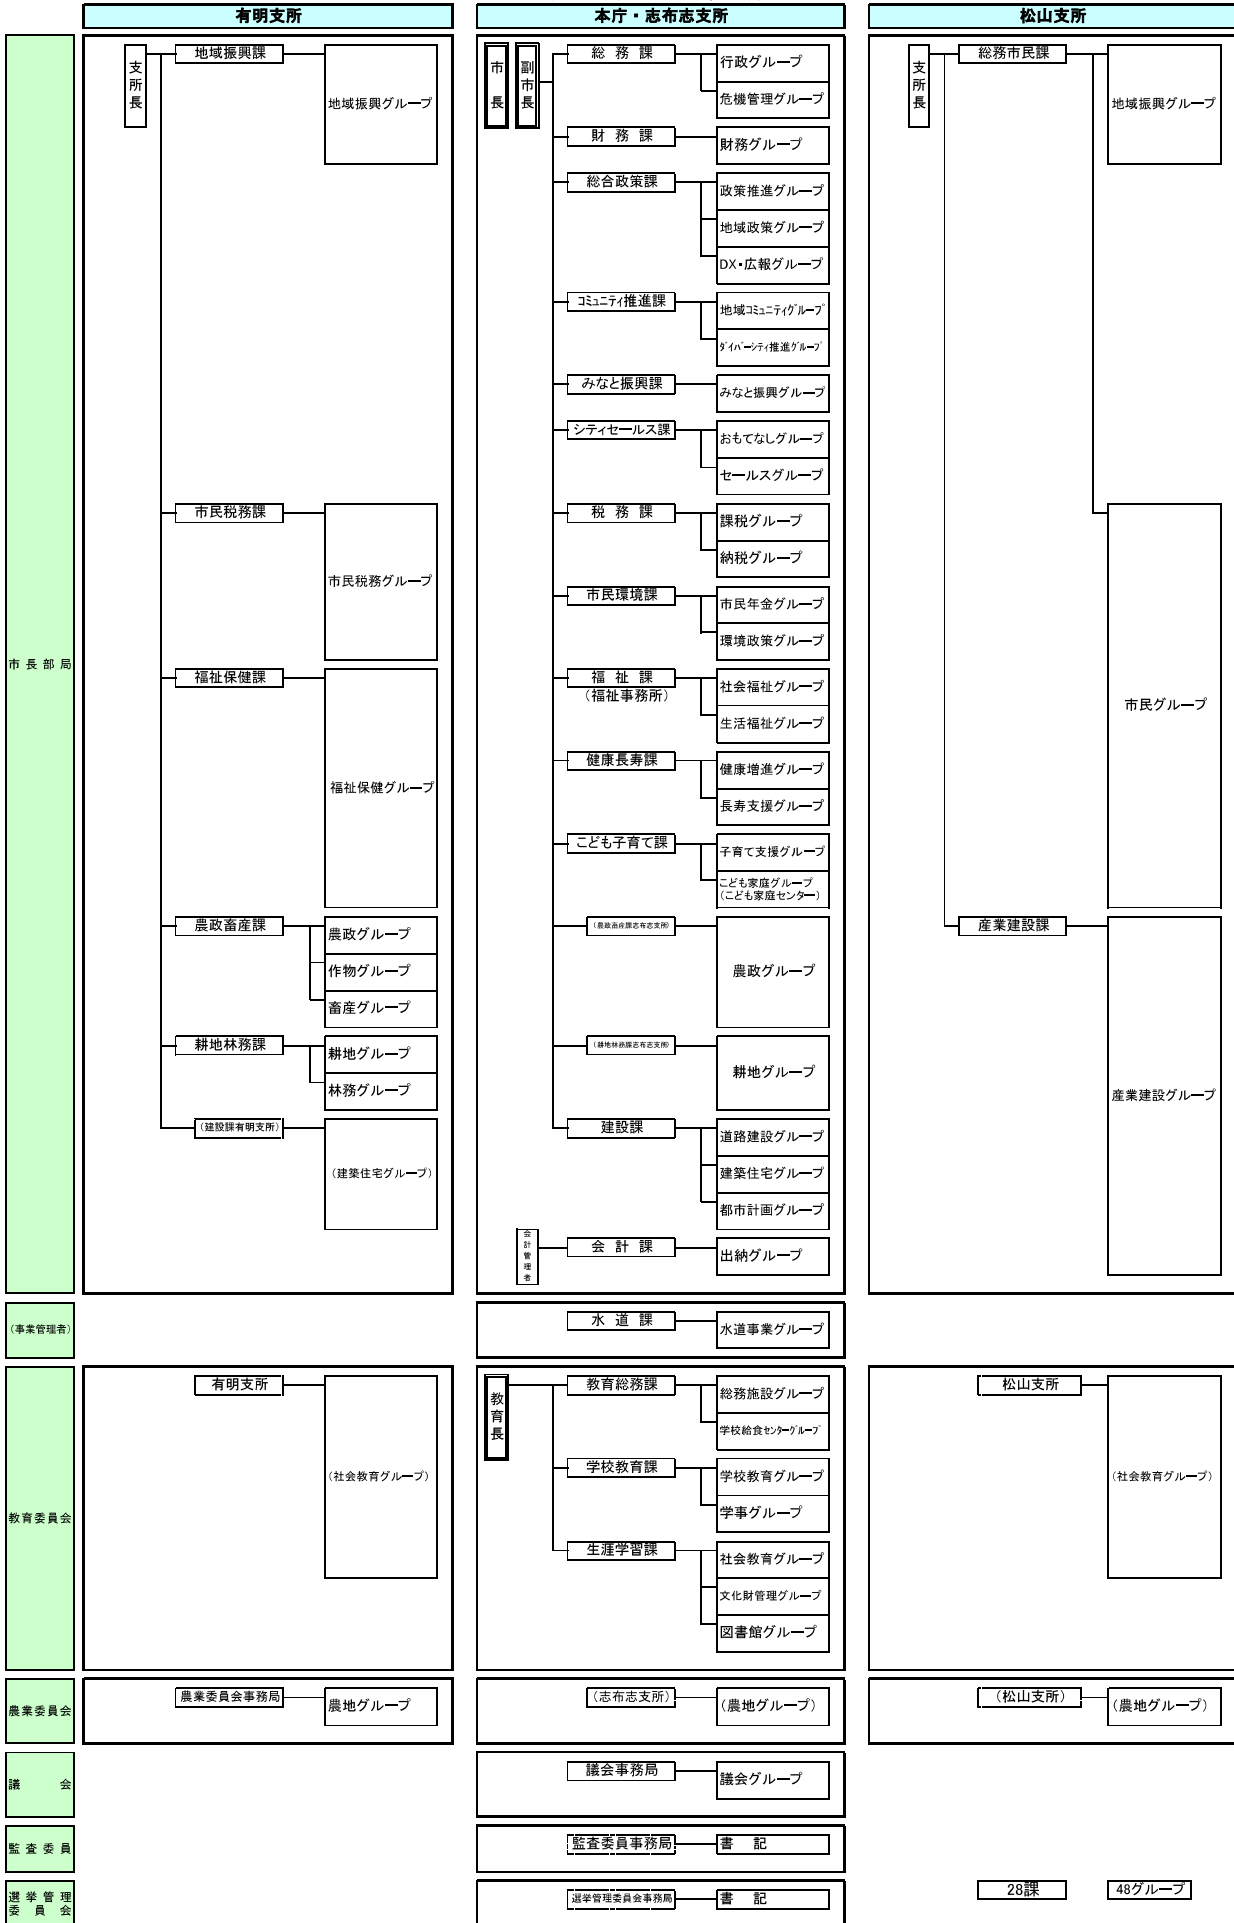 有明支所
本庁・志布志支所
松山支所
市長部局
支所長
地域振興課
地域振興グループ
市民税務課
市民税務グループ
福祉保健課
福祉保健グループ
農政畜産課
農政グループ
作物グループ
畜産グループ
耕地林務課
耕地グループ
林務グループ
(建設課有明支所)
(建築住宅グループ)
市長
副市長
総務課
行政グループ
危機管理グループ
財務課
財務グループ
総合政策課
政策推進グループ
地域政策グループ
DX・広報グループ
コミュニティ推進課
地域コミュニティグループ
ダイバーシティ推進グループ
みなと振興課
みなと振興グループ
シティセールス課
おもてなしグループ
セールスグループ
税務課
課税グループ
納税グループ
市民環境課
市民年金グループ
環境政策グループ
福祉課
(福祉事務所)
社会福祉グループ
生活福祉グループ
健康長寿課
健康増進グループ
長寿支援グループ
こども子育て課
子育て支援グループ
こども家庭グループ
(こども家庭センター)
(農政畜産課志布志支所)
農政グループ
(耕地林務課志布志支所)
耕地グループ
建設課
道路建設グループ
建築住宅グループ
都市計画グループ
会計管理者
会計課
出納グループ
支所長
総務市民課
地域振興グループ
市民グループ
産業建設課
産業建設グループ
(事業管理者)
水道課
水道事業グループ
教育委員会
有明支所
(社会教育グループ)
教育長
教育総務課
総務施設グループ
学校給食センターグループ
学校教育課
学校教育グループ
学事グループ
生涯学習課
社会教育グループ
文化財管理グループ
図書館グループ
松山支所
(社会教育グループ)
農業委員会
農業委員会事務局
農地グループ
(志布志支所)
(農地グループ)
(松山支所)
(農地グループ)
議会
議会事務局
議会グループ
監査委員
監査委員事務局
書記
選挙管理
委員会
選挙管理委員会事務局
書記
28課
48グループ